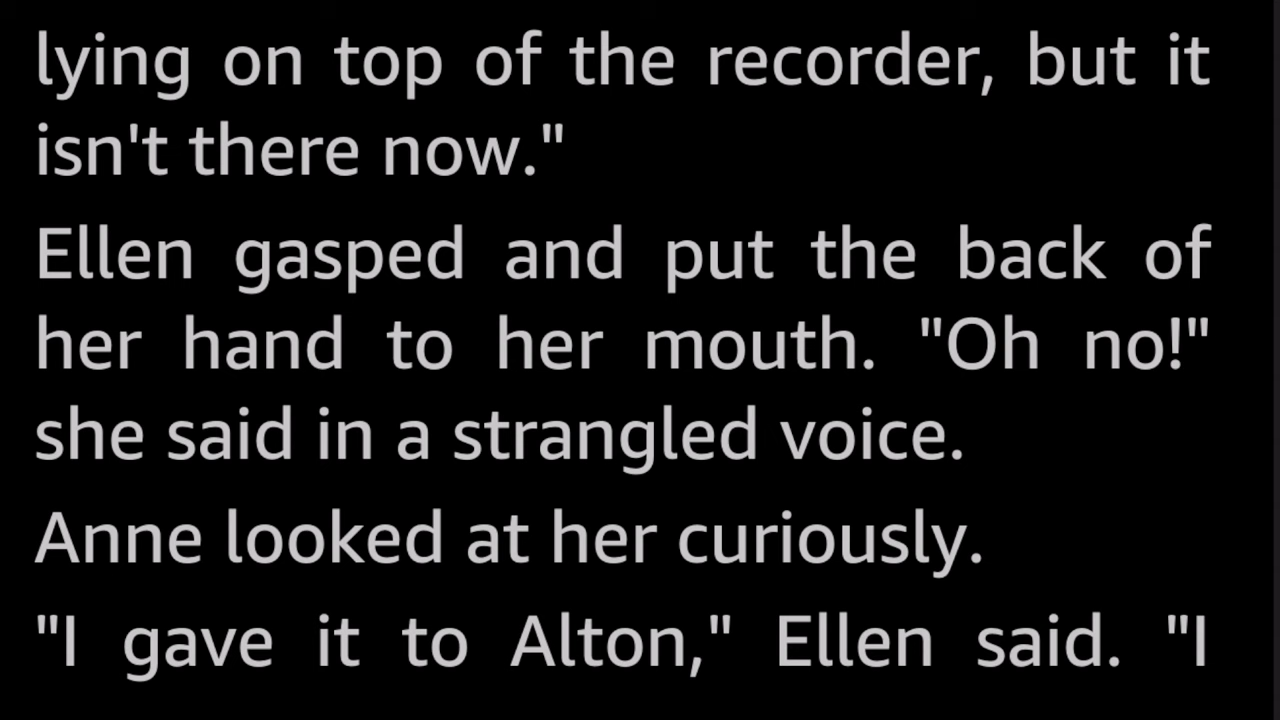 lying on top of the recorder, but it
isn't there now."
Ellen gasped and put the back of
her hand to her mouth. "Oh no!"
she said in a strangled voice.
Anne looked at her curiously.
"I gave it to Alton," Ellen said. "I